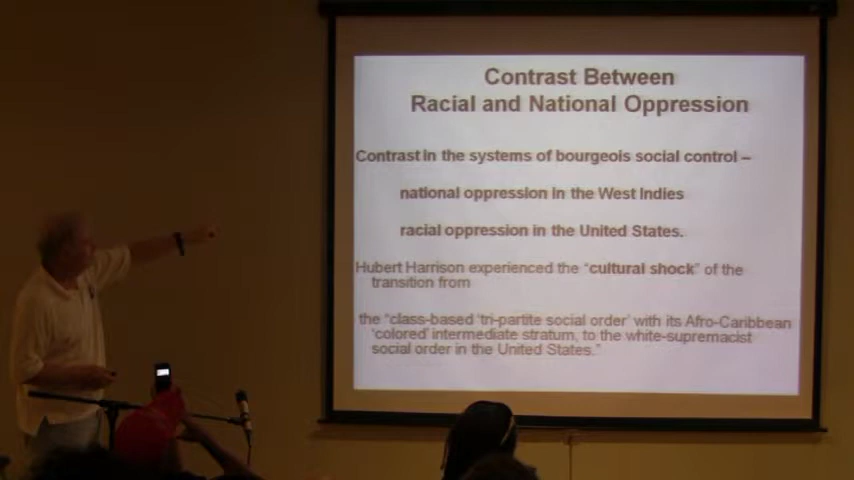 Contrast Between
Racial and National Oppression
Contrast in the systems of bourgeois social control –
national oppression in the West Indies
racial oppression in the United States.
Hubert Harrison experienced the “cultural shock” of the
transition from
the “class-based ‘tri-partite social order’ with its Afro-Caribbean
‘colored’ intermediate stratum, to the white-supremacist
social order in the United States.”